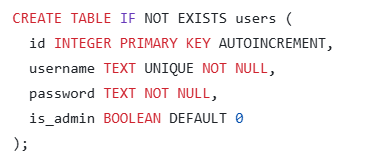 CREATE TABLE IF NOT EXISTS users (
  id INTEGER PRIMARY KEY AUTOINCREMENT,
  username TEXT UNIQUE NOT NULL,
  password TEXT NOT NULL,
  is_admin BOOLEAN DEFAULT 0
);